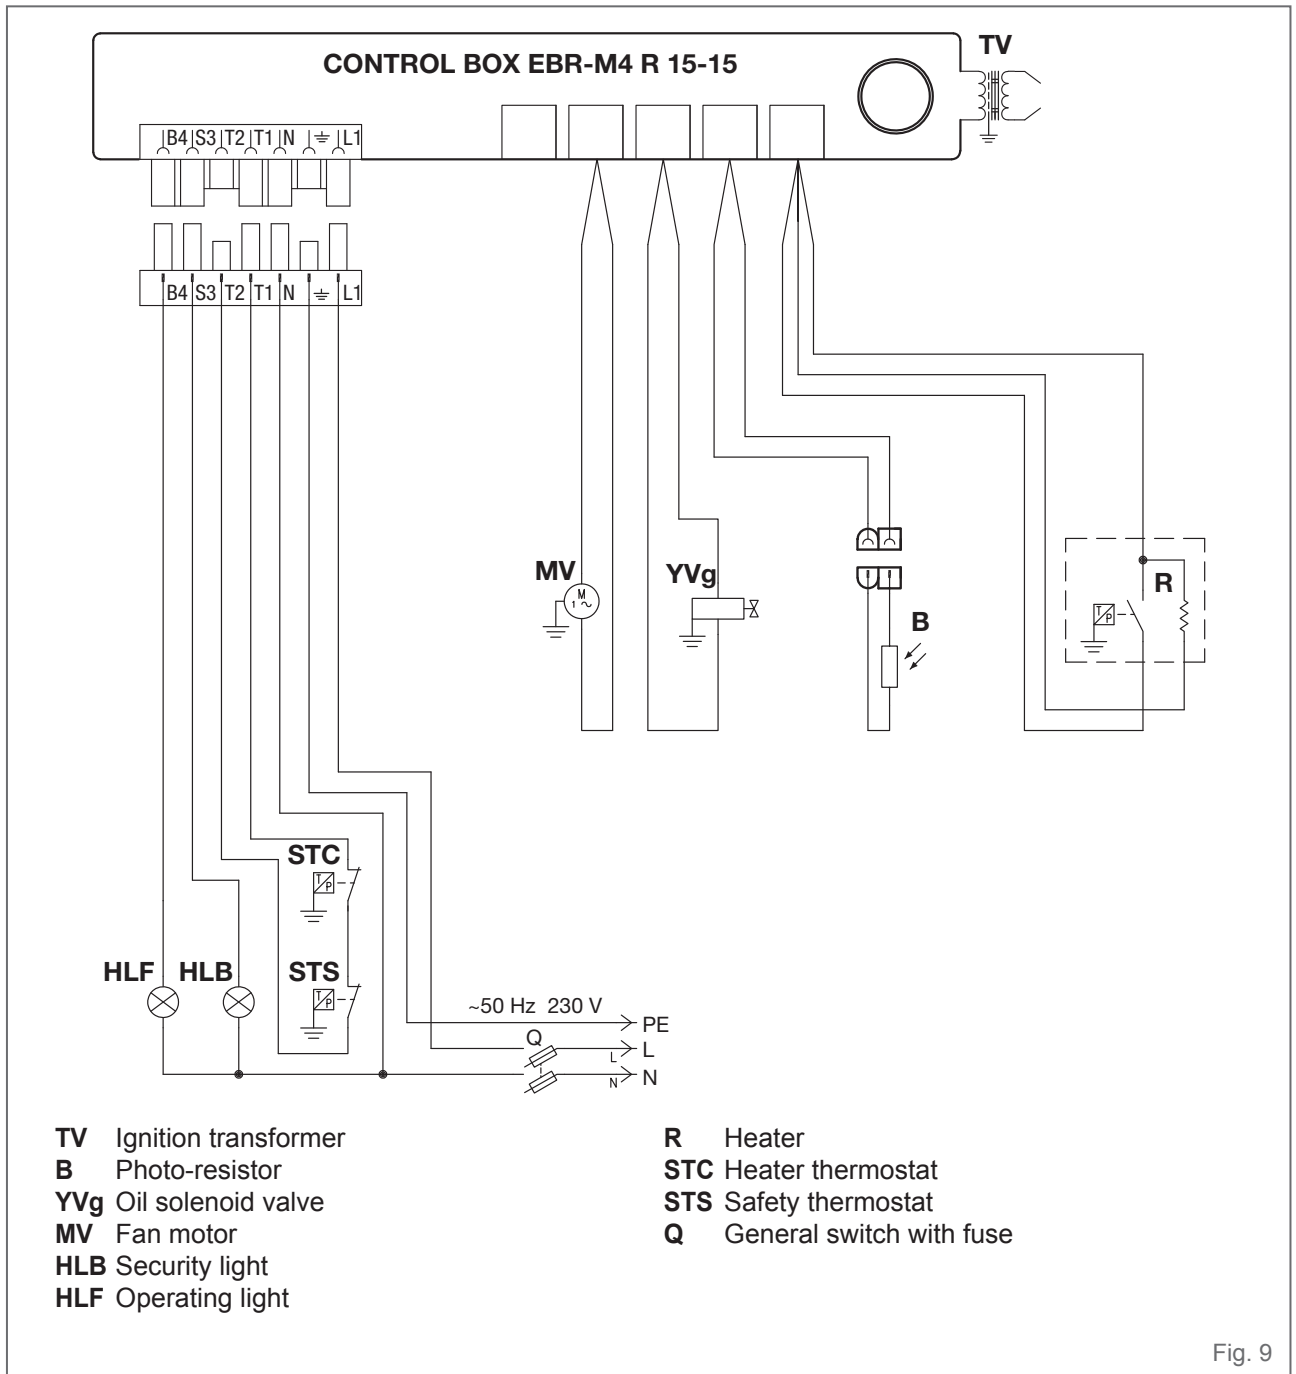 CONTROL BOX EBR-M4 R 15-15
TV
B4 S3 T2 T1 N L1
B4 S3 T2 T1 N L1
MV
M
1 ~
YVg
B
R
T/P
STC
T/P
HLF
HLB
STS
T/P
~50 Hz 230 V
PE
Q
L
L
N
N
TV Ignition transformer
B Photo-resistor
YVg Oil solenoid valve
MV Fan motor
HLB Security light
HLF Operating light
R Heater
STC Heater thermostat
STS Safety thermostat
Q General switch with fuse
Fig. 9